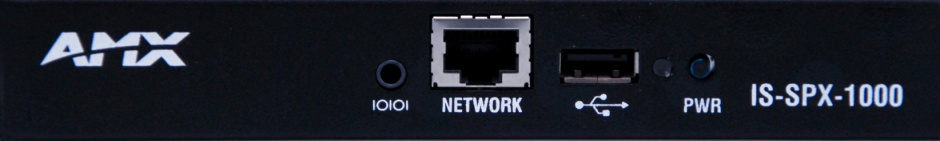 AMX
IOIOI
NETWORK
PWR
IS-SPX-1000